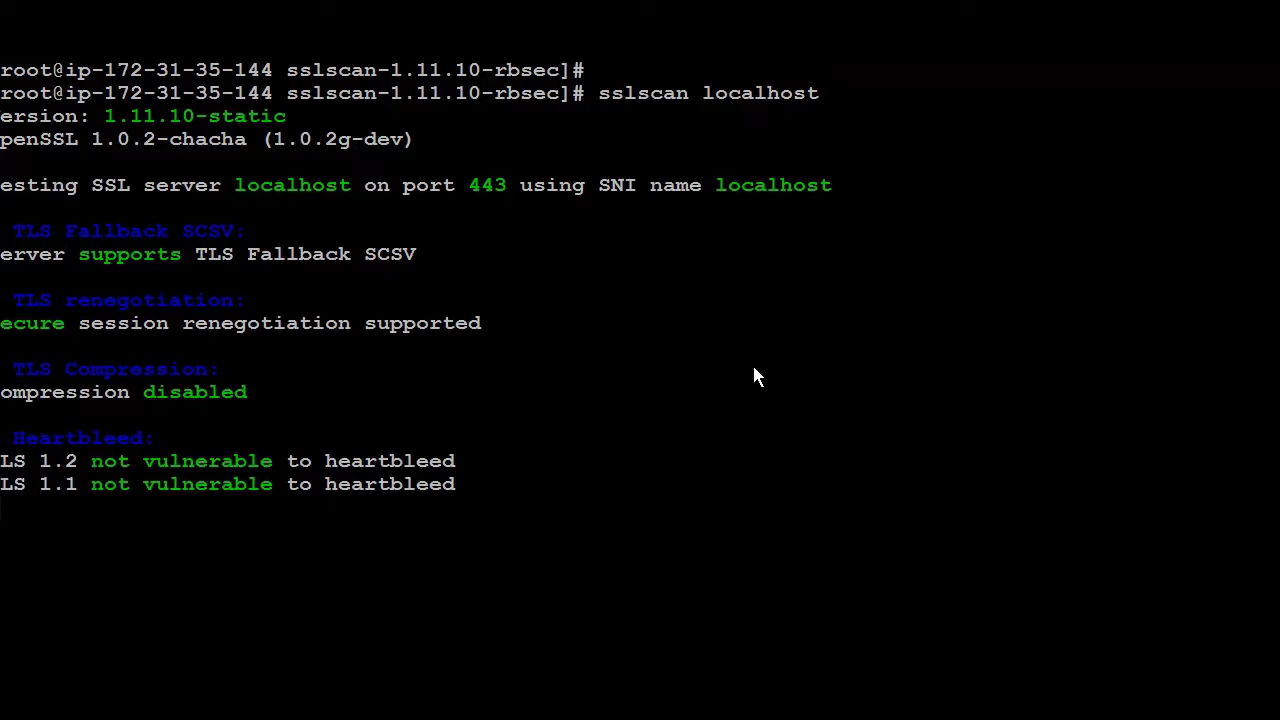 root@ip-172-31-35-144 sslscan-1.11.10-rbsec]#
root@ip-172-31-35-144 sslscan-1.11.10-rbsec]# sslscan localhost
ersion: 1.11.10-static
penSSL 1.0.2-chacha (1.0.2g-dev)
esting SSL server localhost on port 443 using SNI name localhost
TLS Fallback SCSV:
erver supports TLS Fallback SCSV
TLS renegotiation:
ecure session renegotiation supported
TLS Compression:
ompression disabled
Heartbleed:
LS 1.2 not vulnerable to heartbleed
LS 1.1 not vulnerable to heartbleed